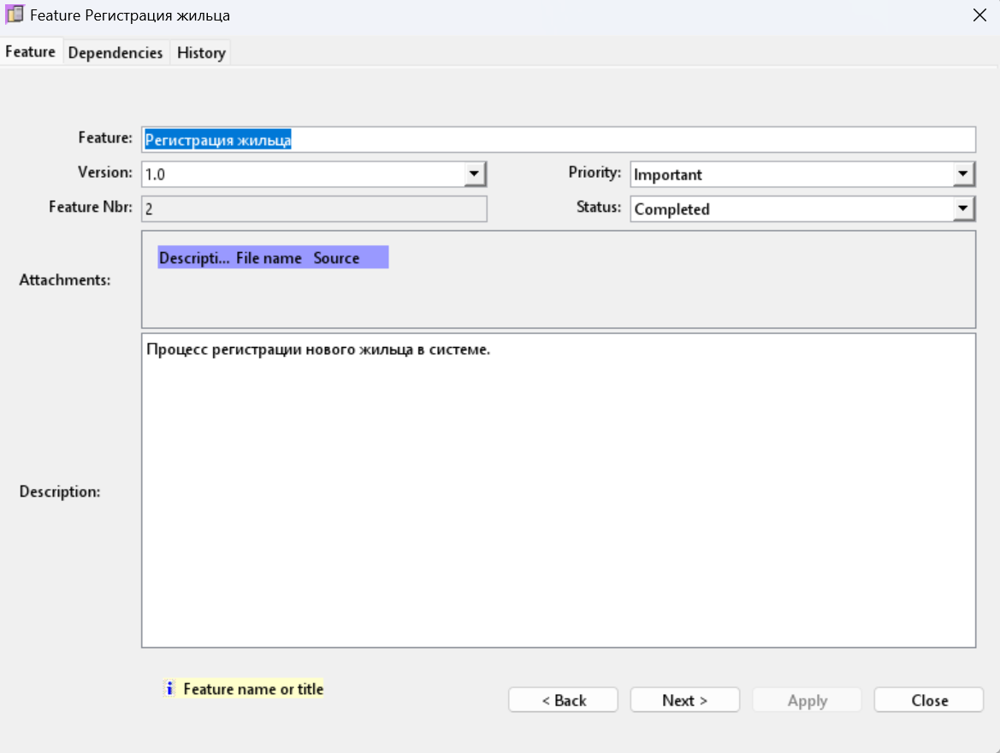 Feature Регистрация жильца
Feature Dependencies History
Feature: Регистрация жильца
Version: 1.0 Priority: Important
Feature Nbr: 2 Status: Completed
Descripti... File name Source
Attachments:
Процесс регистрации нового жильца в системе.
Description:
i Feature name or title
< Back Next > Apply Close